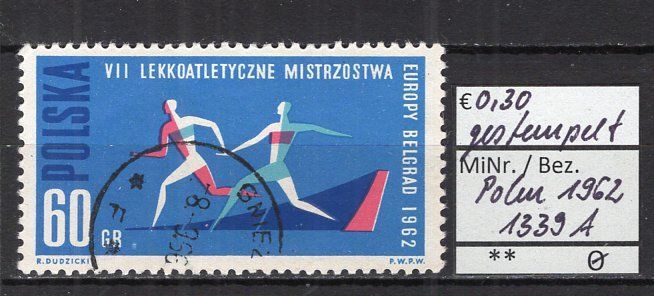 VII LEKKOATLETYCZNE MISTRZOSTWA
EUROPY BELGRAD 1962
POLSKA
60 GR
R. DUDZICKI
P.W.P.W.
* F *
€ 0,30
gestempelt
MiNr. / Bez.
Polen 1962
1339 A
**